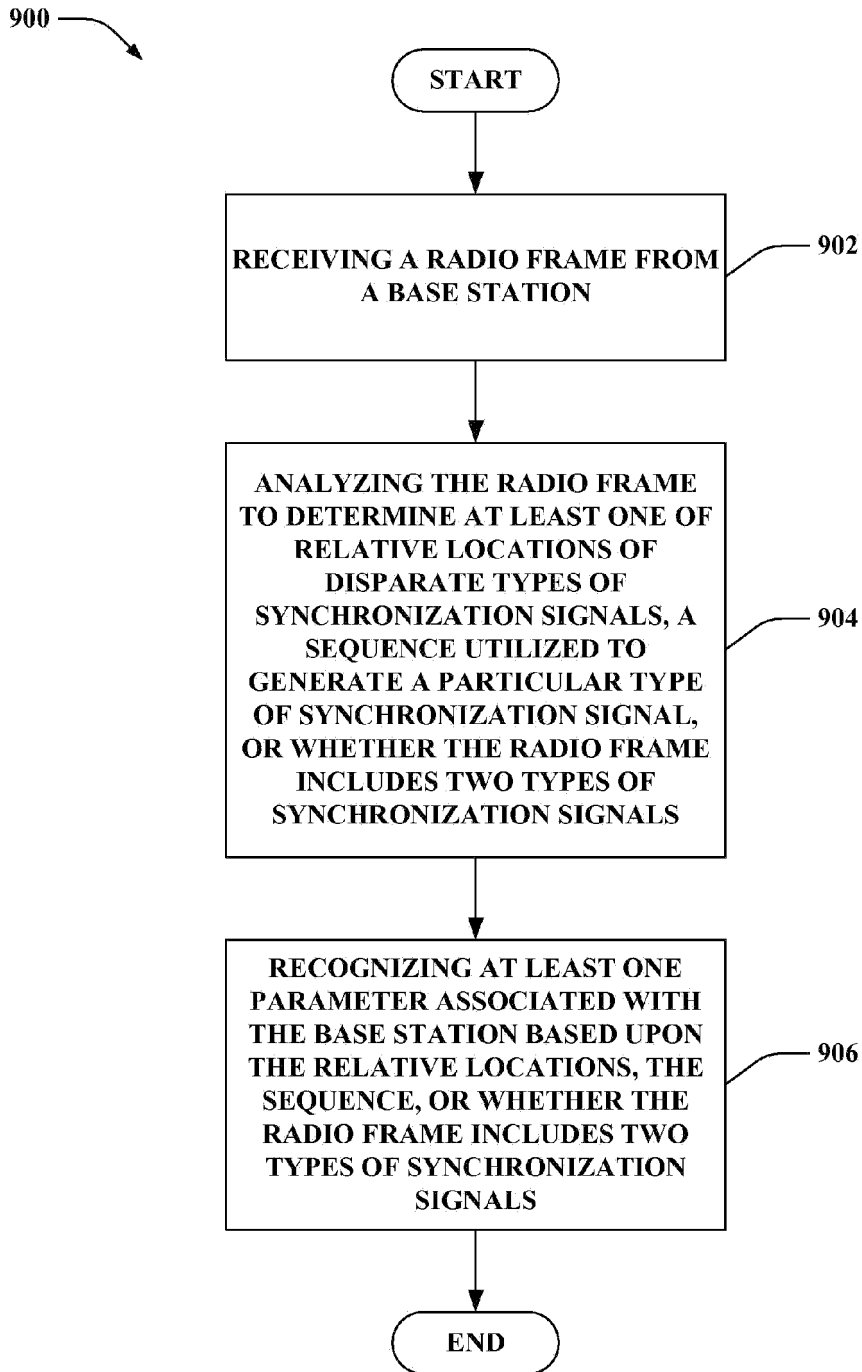 900
START
RECEIVING A RADIO FRAME FROM
A BASE STATION
902
ANALYZING THE RADIO FRAME
TO DETERMINE AT LEAST ONE OF
RELATIVE LOCATIONS OF
DISPARATE TYPES OF
SYNCHRONIZATION SIGNALS, A
SEQUENCE UTILIZED TO
GENERATE A PARTICULAR TYPE
OF SYNCHRONIZATION SIGNAL,
OR WHETHER THE RADIO FRAME
INCLUDES TWO TYPES OF
SYNCHRONIZATION SIGNALS
904
RECOGNIZING AT LEAST ONE
PARAMETER ASSOCIATED WITH
THE BASE STATION BASED UPON
THE RELATIVE LOCATIONS, THE
SEQUENCE, OR WHETHER THE
RADIO FRAME INCLUDES TWO
TYPES OF SYNCHRONIZATION
SIGNALS
906
END